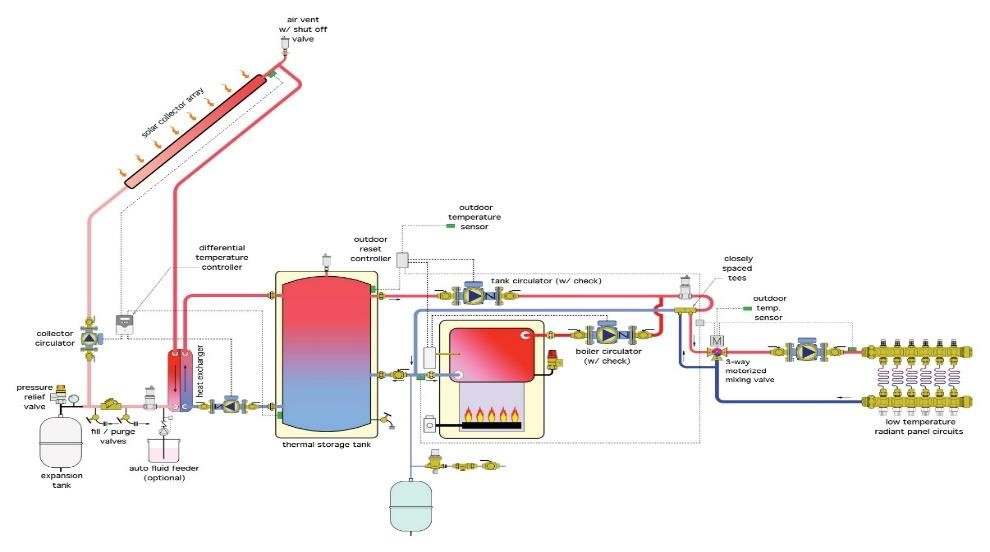 air vent
w/ shut off
valve
solar collector array
outdoor
temperature
sensor
differential
temperature
controller
outdoor
reset
controller
closely
spaced
tees
tank circulator (w/ check)
outdoor
temp.
sensor
M
collector
circulator
heat exchanger
boiler circulator
(w/ check)
3-way
motorized
mixing valve
pressure
relief
valve
fill / purge
valves
thermal storage tank
low temperature
radiant panel circuits
auto fluid feeder
(optional)
expansion
tank